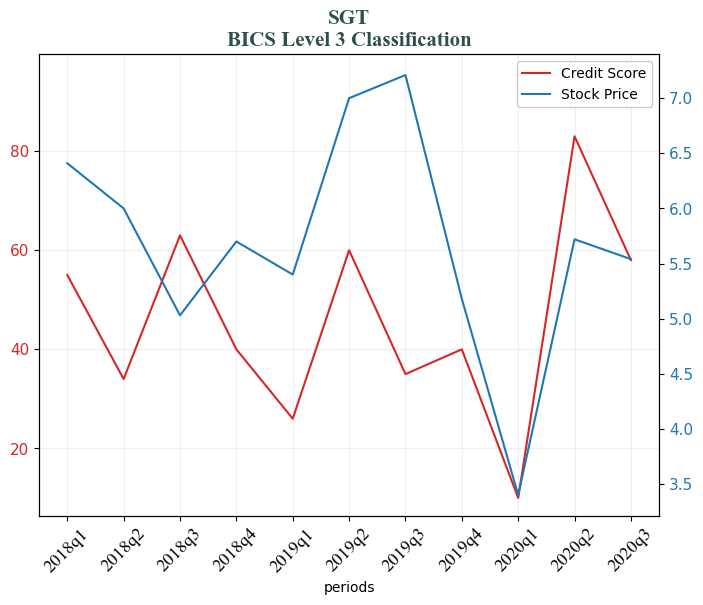 SGT
BICS Level 3 Classification
Credit Score
Stock Price
80
60
40
20
7.0
6.5
6.0
5.5
5.0
4.5
4.0
3.5
2018q1
2018q2
2018q3
2018q4
2019q1
2019q2
2019q3
2019q4
2020q1
2020q2
2020q3
periods